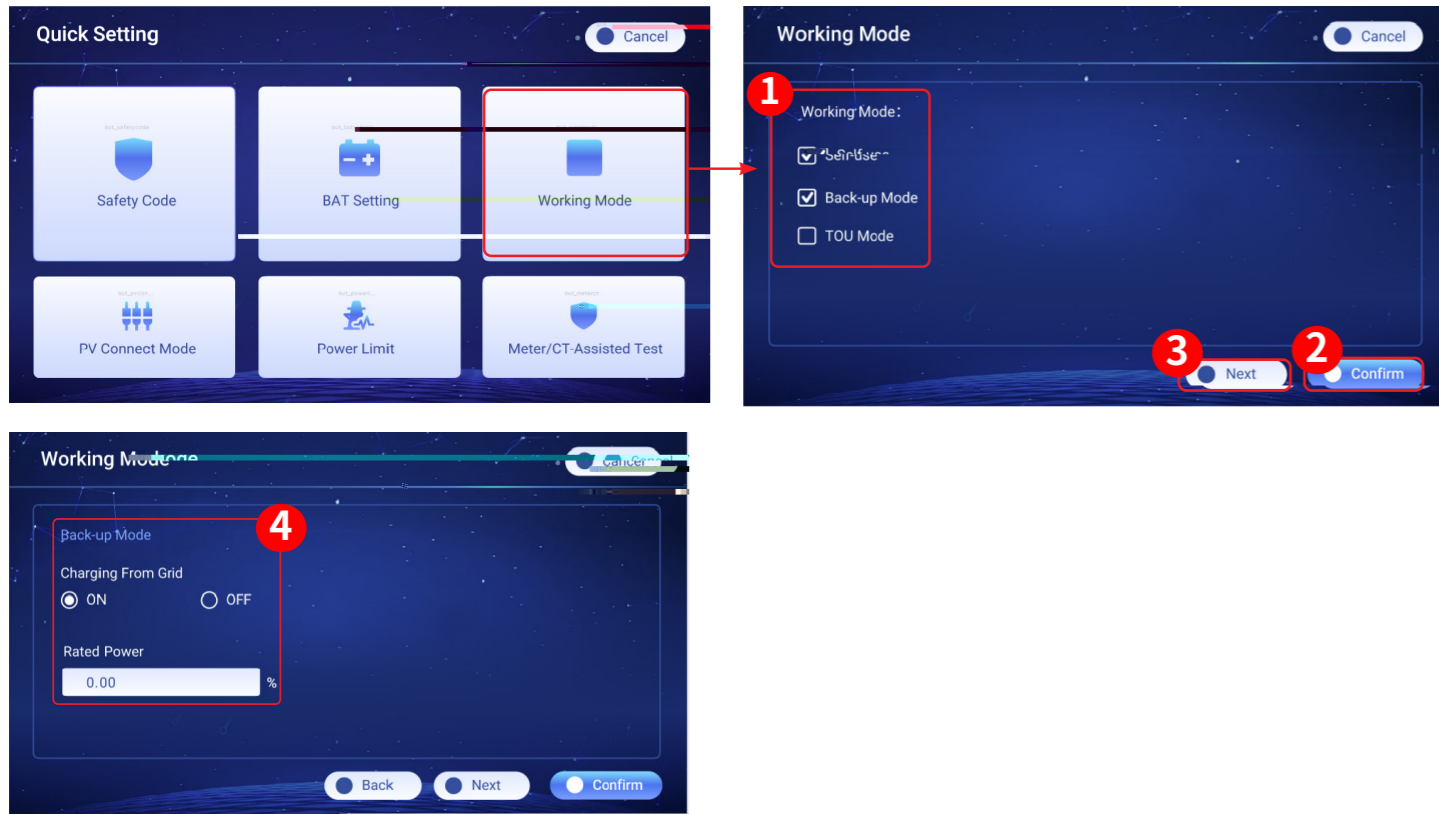 Quick Setting
Cancel
but_safetycode
Safety Code
BAT Setting
Working Mode
PV Connect Mode
Power Limit
Meter/CT-Assisted Test
Working Mode
Cancel
1
Working Mode:
Back-up Mode
TOU Mode
3
Next
2
Confirm
Working
4
Back-up Mode
Charging From Grid
ON
OFF
Rated Power
0.00
%
Back
Next
Confirm